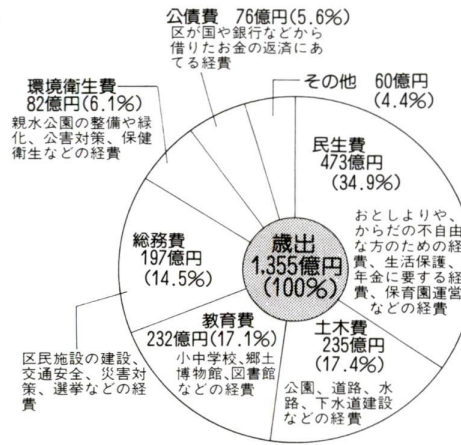 公債費 76億円(5.6%)
区が国や銀行などから
借りたお金の返済にあ
てる経費
その他 60億円
(4.4%)
環境衛生費
82億円(6.1%)
親水公園の整備や緑
化、公害対策、保健
衛生などの経費
民生費
473億円
(34.9%)
おとしよりや、
からだの不自由
な方のための経
費、生活保護、
年金に要する経
費、保育園運営
などの経費
総務費
197億円
(14.5%)
区民施設の建設、
交通安全、災害対
策、選挙などの経
費
歳出
1,355億円
(100%)
教育費
232億円(17.1%)
小中学校、郷土
博物館、図書館
などの経費
土木費
235億円
(17.4%)
公園、道路、水
路、下水道建設
などの経費